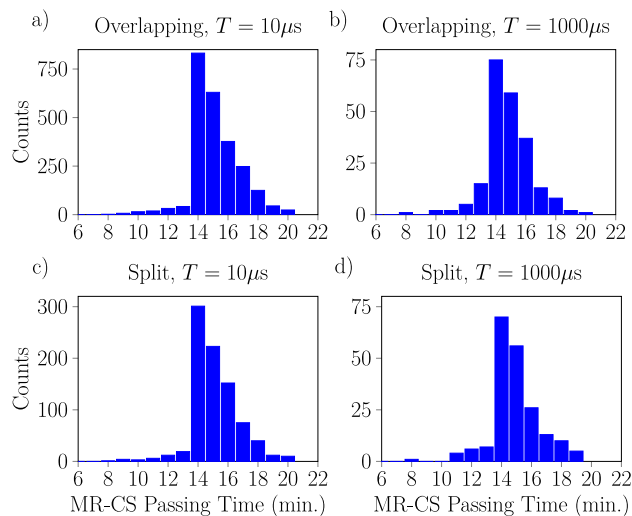 a) Overlapping, T = 10μs
b) Overlapping, T = 1000μs
Counts
750
500
250
0
6 8 10 12 14 16 18 20 22
75
50
25
0
6 8 10 12 14 16 18 20 22
c) Split, T = 10μs
d) Split, T = 1000μs
Counts
300
200
100
0
6 8 10 12 14 16 18 20 22
MR-CS Passing Time (min.)
75
50
25
0
6 8 10 12 14 16 18 20 22
MR-CS Passing Time (min.)